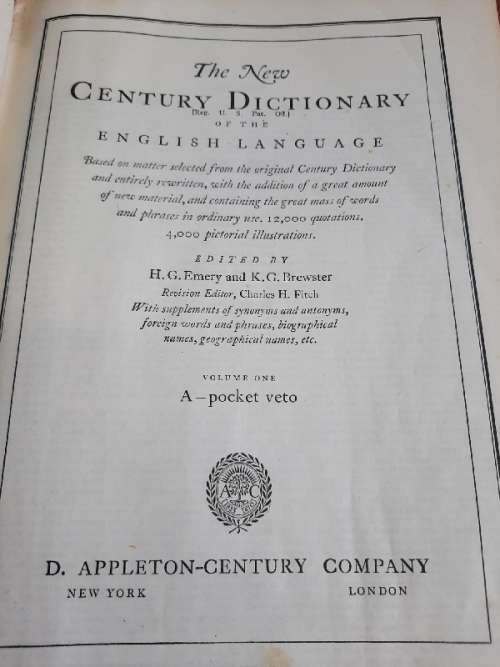 The New
CENTURY DICTIONARY
[Reg. U. S. Pat. Off.]
OF THE
ENGLISH LANGUAGE
Based on matter selected from the original Century Dictionary
and entirely rewritten, with the addition of a great amount
of new material, and containing the great mass of words
and phrases in ordinary use. 12,000 quotations.
4,000 pictorial illustrations.
EDITED BY
H. G. Emery and K. G. Brewster
Revision Editor, Charles H. Fitch
With supplements of synonyms and antonyms,
foreign words and phrases, biographical
names, geographical names, etc.
VOLUME ONE
A – pocket veto
A C
D. APPLETON-CENTURY COMPANY
NEW YORK LONDON